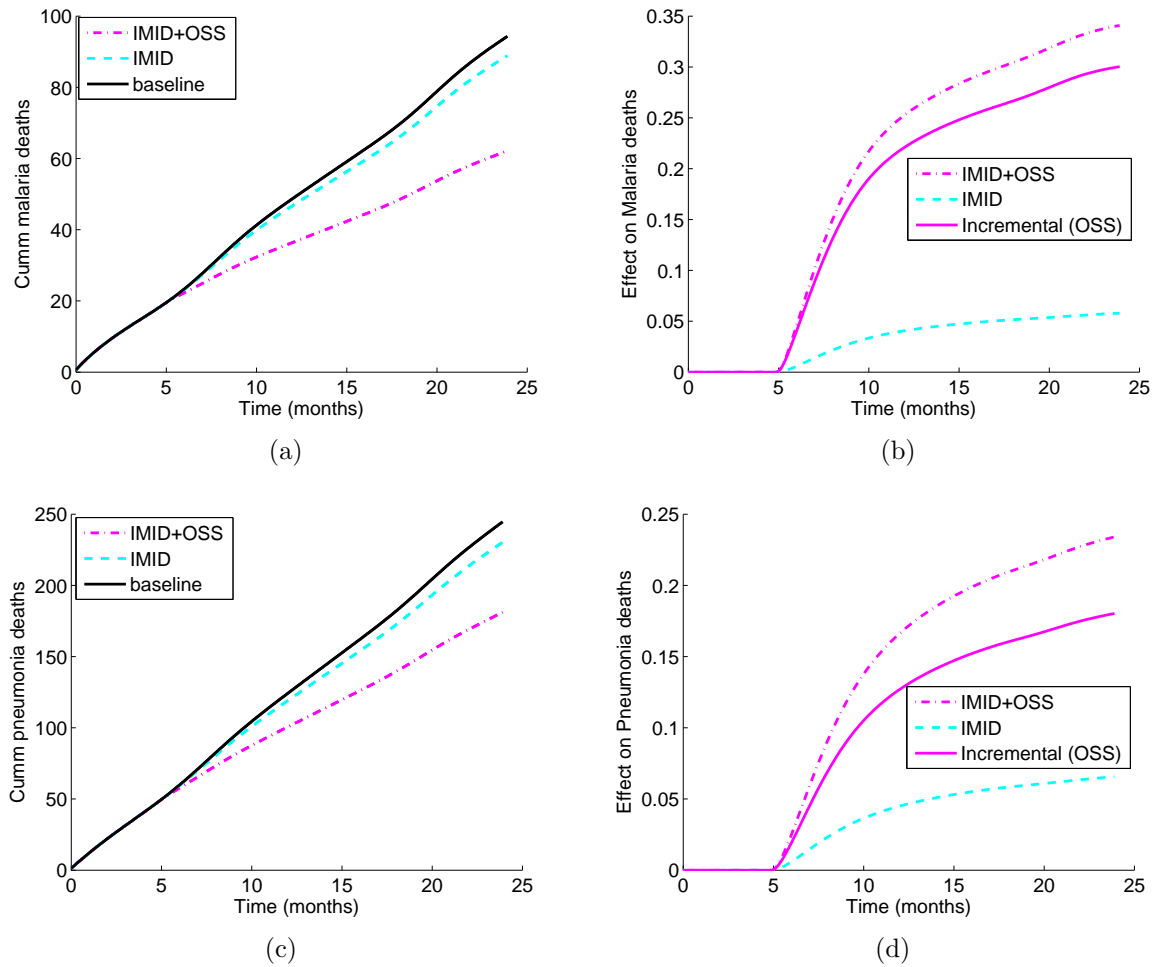 100
80
60
40
20
0
Cumm malaria deaths
IMID+OSS
IMID
baseline
0 5 10 15 20 25
Time (months)
(a)
0.35
0.3
0.25
0.2
0.15
0.1
0.05
0
Effect on Malaria deaths
IMID+OSS
IMID
Incremental (OSS)
0 5 10 15 20 25
Time (months)
(b)
250
200
150
100
50
0
Cumm pneumonia deaths
IMID+OSS
IMID
baseline
0 5 10 15 20 25
Time (months)
(c)
0.25
0.2
0.15
0.1
0.05
0
Effect on Pneumonia deaths
IMID+OSS
IMID
Incremental (OSS)
0 5 10 15 20 25
Time (months)
(d)